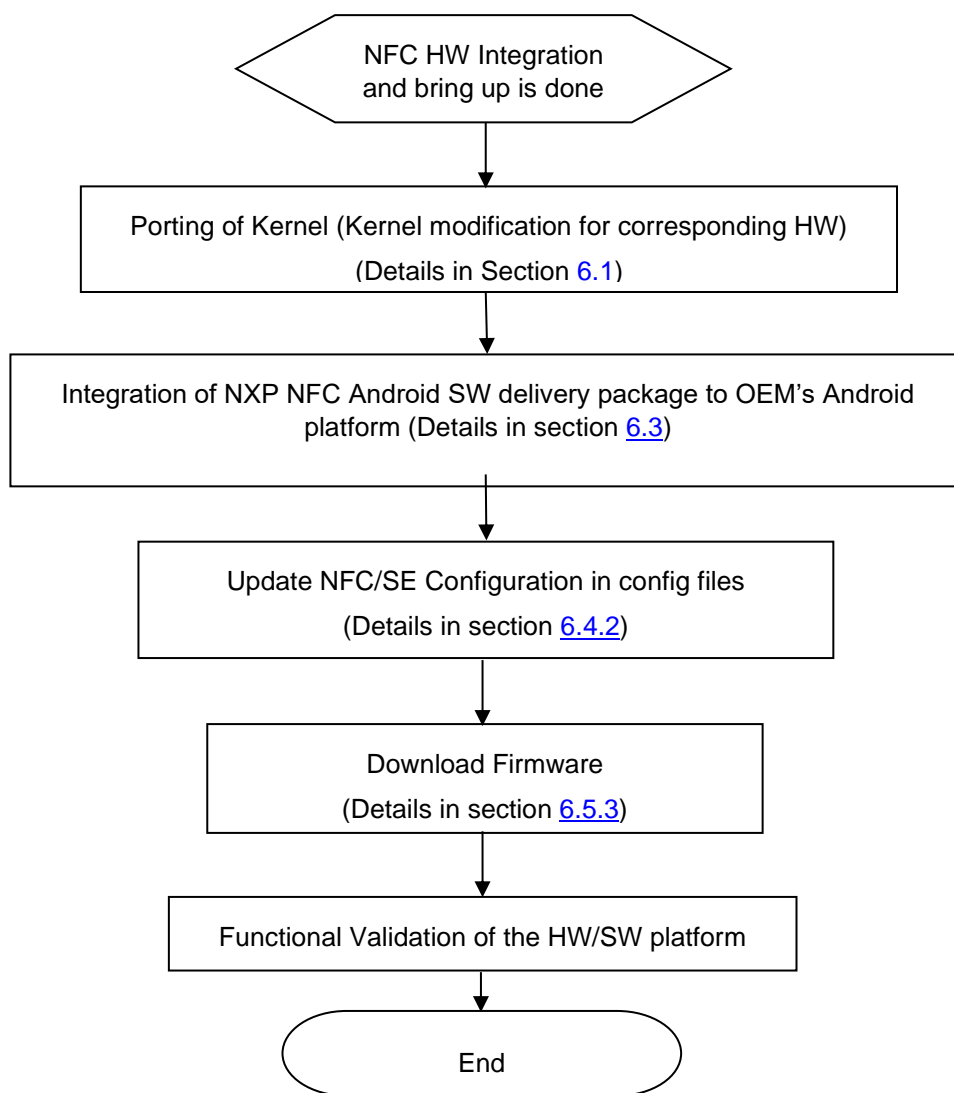 NFC HW Integration
and bring up is done
Porting of Kernel (Kernel modification for corresponding HW)
(Details in Section 6.1)
Integration of NXP NFC Android SW delivery package to OEM's Android
platform (Details in section 6.3)
Update NFC/SE Configuration in config files
(Details in section 6.4.2)
Download Firmware
(Details in section 6.5.3)
Functional Validation of the HW/SW platform
End